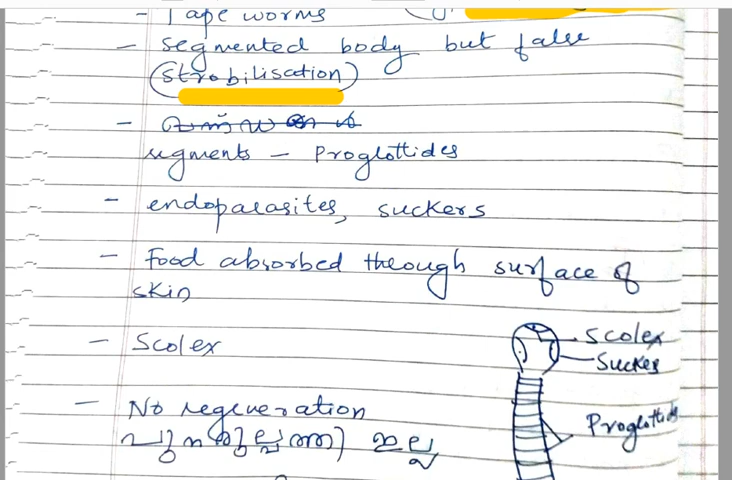 - Tape worms
- segmented body but false
(strobilisation)
segments - Proglottides
- endoparasites, suckers
- Food absorbed through surface of
skin
- Scolex
Scolex
Sucker
- No regeneration
Proglottids
ഇല്ല